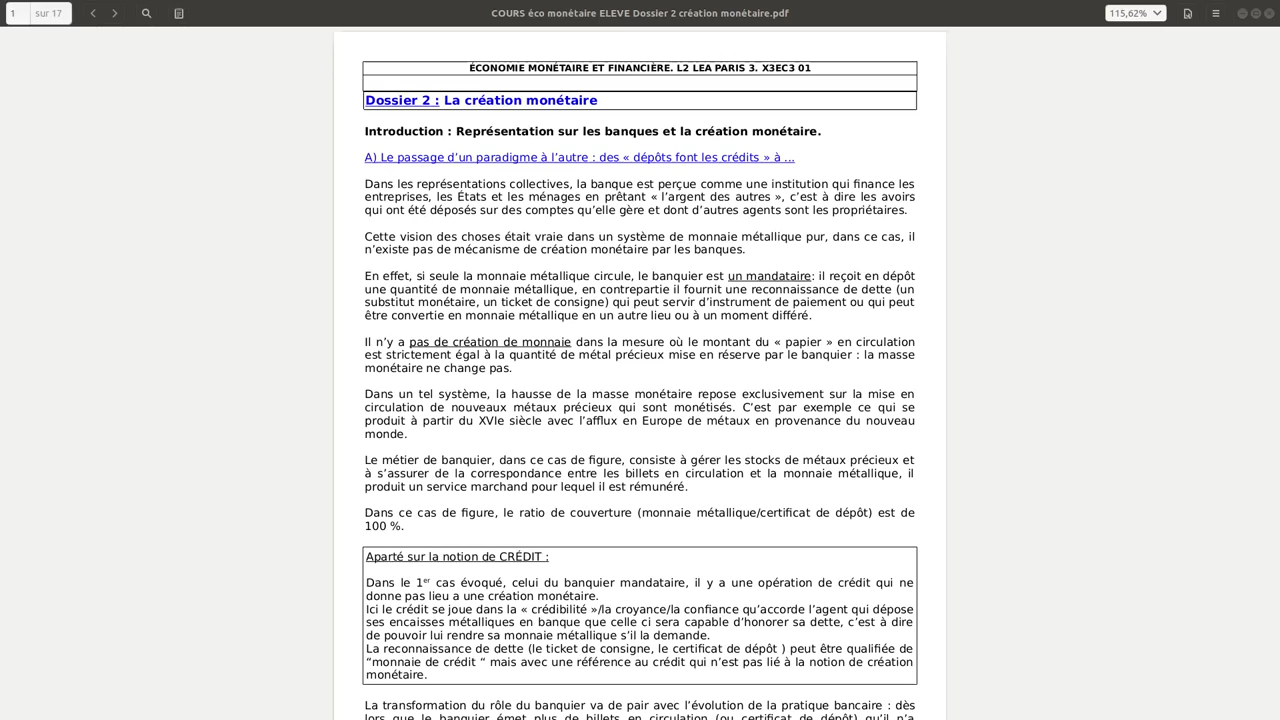 1
sur 17
COURS éco monétaire ELEVE Dossier 2 création monétaire.pdf
115,62%
ÉCONOMIE MONÉTAIRE ET FINANCIÈRE. L2 LEA PARIS 3. X3EC3 01
Dossier 2 : La création monétaire
Introduction : Représentation sur les banques et la création monétaire.
A) Le passage d’un paradigme à l’autre : des « dépôts font les crédits » à ...
Dans les représentations collectives, la banque est perçue comme une institution qui finance les
entreprises, les États et les ménages en prêtant « l’argent des autres », c’est à dire les avoirs
qui ont été déposés sur des comptes qu’elle gère et dont d’autres agents sont les propriétaires.
Cette vision des choses était vraie dans un système de monnaie métallique pur, dans ce cas, il
n’existe pas de mécanisme de création monétaire par les banques.
En effet, si seule la monnaie métallique circule, le banquier est un mandataire: il reçoit en dépôt
une quantité de monnaie métallique, en contrepartie il fournit une reconnaissance de dette (un
substitut monétaire, un ticket de consigne) qui peut servir d’instrument de paiement ou qui peut
être convertie en monnaie métallique en un autre lieu ou à un moment différé.
Il n’y a pas de création de monnaie dans la mesure où le montant du « papier » en circulation
est strictement égal à la quantité de métal précieux mise en réserve par le banquier : la masse
monétaire ne change pas.
Dans un tel système, la hausse de la masse monétaire repose exclusivement sur la mise en
circulation de nouveaux métaux précieux qui sont monétisés. C’est par exemple ce qui se
produit à partir du XVIe siècle avec l’afflux en Europe de métaux en provenance du nouveau
monde.
Le métier de banquier, dans ce cas de figure, consiste à gérer les stocks de métaux précieux et
à s’assurer de la correspondance entre les billets en circulation et la monnaie métallique, il
produit un service marchand pour lequel il est rémunéré.
Dans ce cas de figure, le ratio de couverture (monnaie métallique/certificat de dépôt) est de
100 %.
Aparté sur la notion de CRÉDIT :
Dans le 1er cas évoqué, celui du banquier mandataire, il y a une opération de crédit qui ne
donne pas lieu a une création monétaire.
Ici le crédit se joue dans la « crédibilité »/la croyance/la confiance qu’accorde l’agent qui dépose
ses encaisses métalliques en banque que celle ci sera capable d’honorer sa dette, c’est à dire
de pouvoir lui rendre sa monnaie métallique s’il la demande.
La reconnaissance de dette (le ticket de consigne, le certificat de dépôt ) peut être qualifiée de
“monnaie de crédit “ mais avec une référence au crédit qui n’est pas lié à la notion de création
monétaire.
La transformation du rôle du banquier va de pair avec l’évolution de la pratique bancaire : dès
lors que le banquier émet plus de billets en circulation (ou certificat de dépôt) qu’il n’a